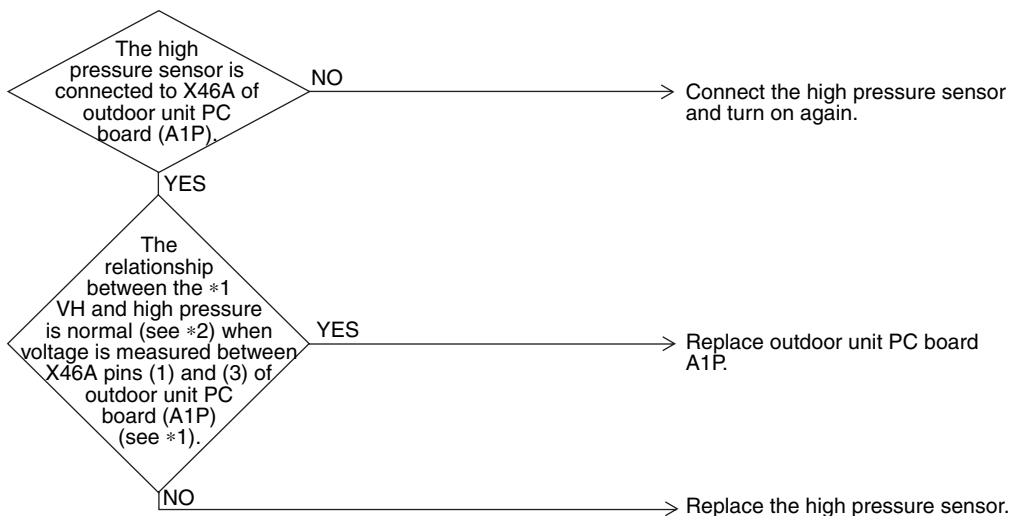 The high
pressure sensor is
connected to X46A of
outdoor unit PC
board (A1P).
NO
Connect the high pressure sensor
and turn on again.
YES
The
relationship
between the *1
VH and high pressure
is normal (see *2) when
voltage is measured between
X46A pins (1) and (3) of
outdoor unit PC
board (A1P)
(see *1).
YES
Replace outdoor unit PC board
A1P.
NO
Replace the high pressure sensor.